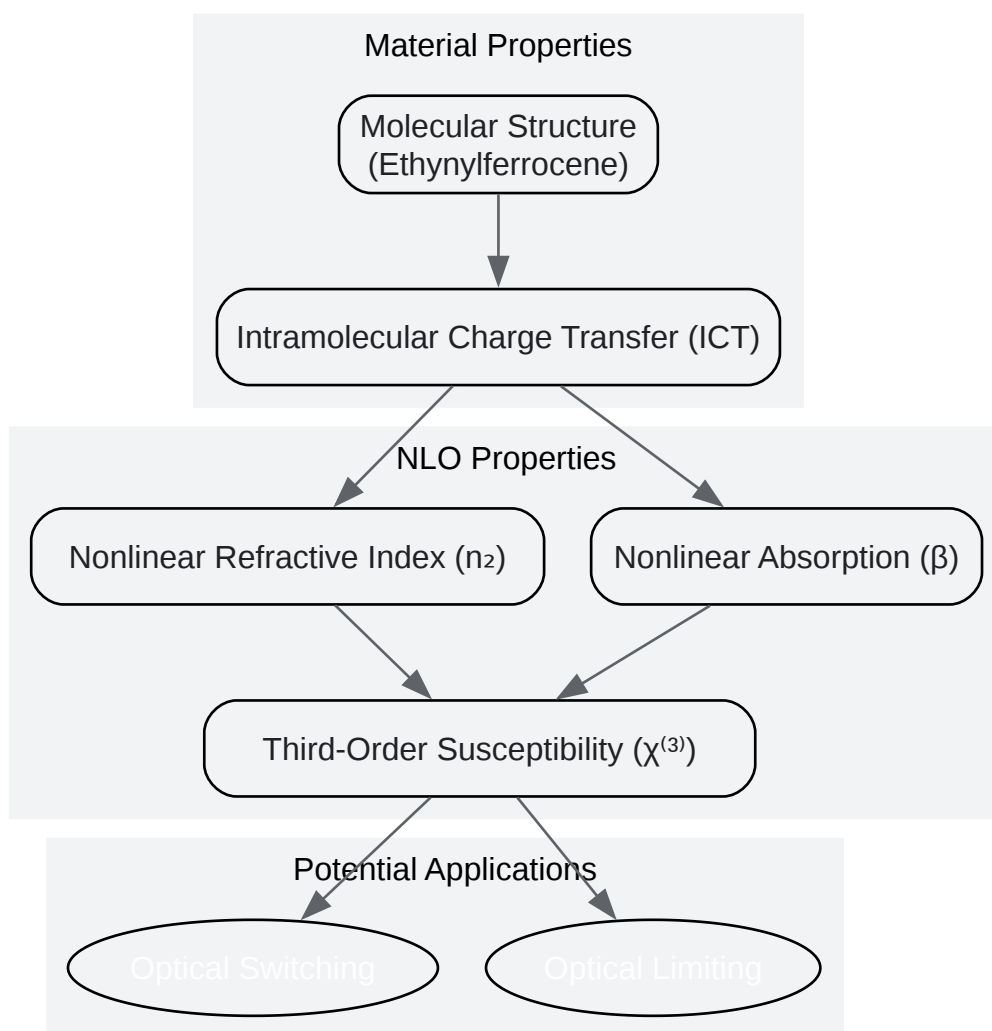 Material Properties
Molecular Structure
(Ethynylferrocene)
Intramolecular Charge Transfer (ICT)
NLO Properties
Nonlinear Refractive Index (n₂)
Nonlinear Absorption (β)
Third-Order Susceptibility (χ⁽³⁾)
Potential Applications
Optical Switching
Optical Limiting